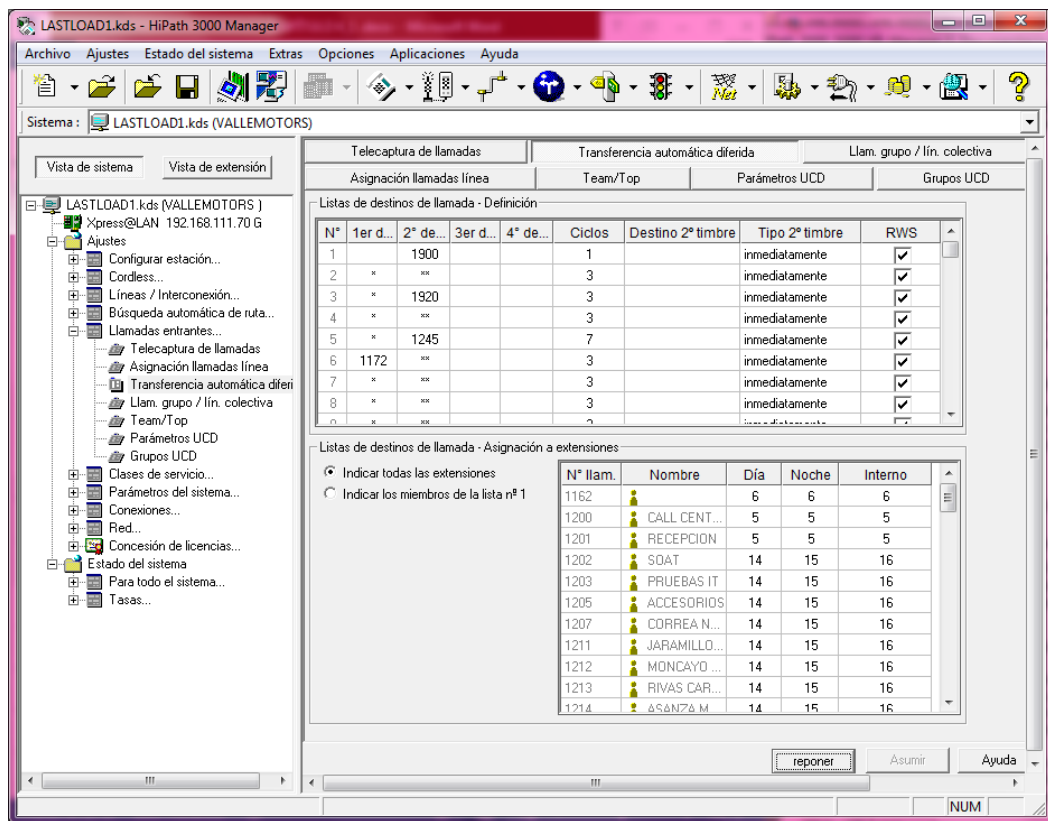 LASTLOAD1.kds - HiPath 3000 Manager
Archivo Ajustes Estado del sistema Extras Opciones Aplicaciones Ayuda
Net
Sistema : LASTLOAD1.kds (VALLEMOTORS)
Vista de sistema Vista de extensión
LASTLOAD1.kds (VALLEMOTORS )
Xpress@LAN 192.168.111.70 G
Ajustes
Configurar estación...
Cordless...
Líneas / Interconexión...
Búsqueda automática de ruta...
Llamadas entrantes...
Telecaptura de llamadas
Asignación llamadas línea
Transferencia automática diferi
Llam. grupo / lín. colectiva
Team/Top
Parámetros UCD
Grupos UCD
Clases de servicio...
Parámetros del sistema...
Conexiones...
Red...
Concesión de licencias...
Estado del sistema
Para todo el sistema...
Tasas...
Telecaptura de llamadas Transferencia automática diferida Llam. grupo / lín. colectiva
Asignación llamadas línea Team/Top Parámetros UCD Grupos UCD
Listas de destinos de llamada - Definición
N° 1er d... 2° de... 3er d... 4° de... Ciclos Destino 2º timbre Tipo 2º timbre RWS
1 1900 1 inmediatamente
2 * ** 3 inmediatamente
3 * 1920 3 inmediatamente
4 * ** 3 inmediatamente
5 * 1245 7 inmediatamente
6 1172 ** 3 inmediatamente
7 * ** 3 inmediatamente
8 * ** 3 inmediatamente
Listas de destinos de llamada - Asignación a extensiones
Indicar todas las extensiones
Indicar los miembros de la lista nº 1
N° llam. Nombre Día Noche Interno
1162 6 6 6
1200 CALL CENT... 5 5 5
1201 RECEPCION 5 5 5
1202 SOAT 14 15 16
1203 PRUEBAS IT 14 15 16
1205 ACCESORIOS 14 15 16
1207 CORREA N... 14 15 16
1211 JARAMILLO... 14 15 16
1212 MONCAYO ... 14 15 16
1213 RIVAS CAR... 14 15 16
1214 ASANZA M... 14 15 16
reponer Asumir Ayuda
NUM